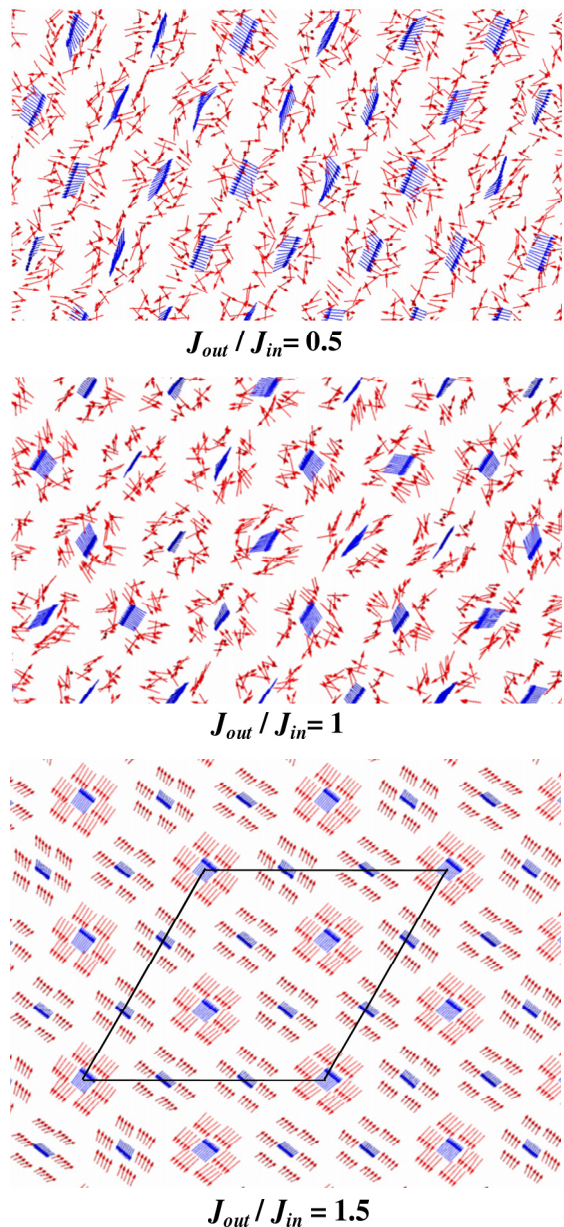 J_out / J_in = 0.5
J_out / J_in = 1
J_out / J_in = 1.5